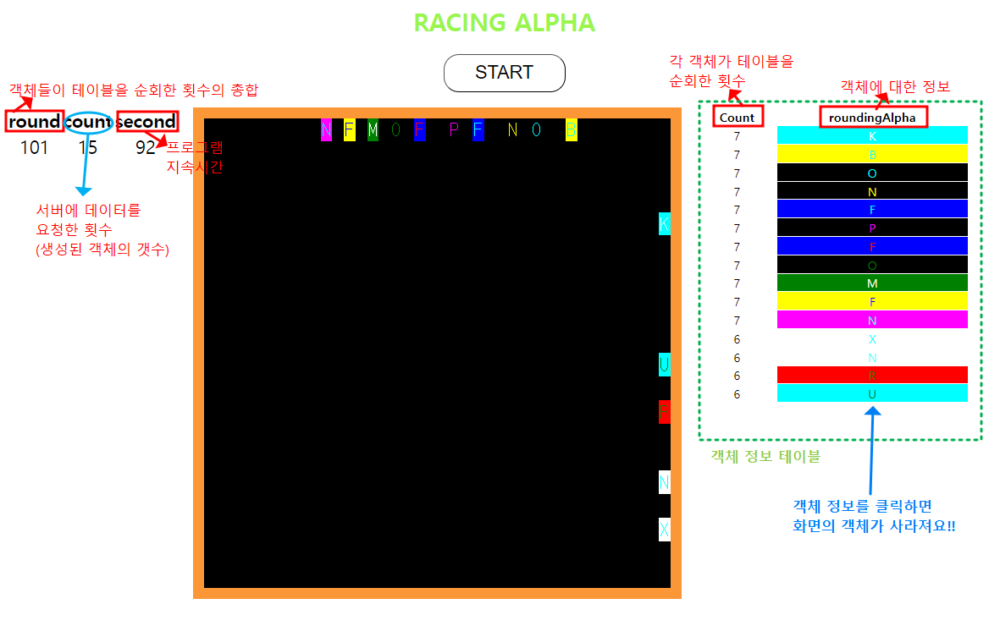 RACING ALPHA
START
객체들이 테이블을 순회한 횟수의 종합
round count second
101 15 92
프로그램
지속시간
서버에 데이터를
요청한 횟수
(생성된 객체의 갯수)
N F M O F P F N O B
K
U
R
N
X
각 객체가 테이블을
순회한 횟수
객체에 대한 정보
Count roundingAlpha
7 K
7 B
7 O
7 N
7 F
7 P
7 F
7 O
7 M
7 F
7 N
6 X
6 N
6 R
6 U
객체 정보 테이블
객체 정보를 클릭하면
화면의 객체가 사라져요!!